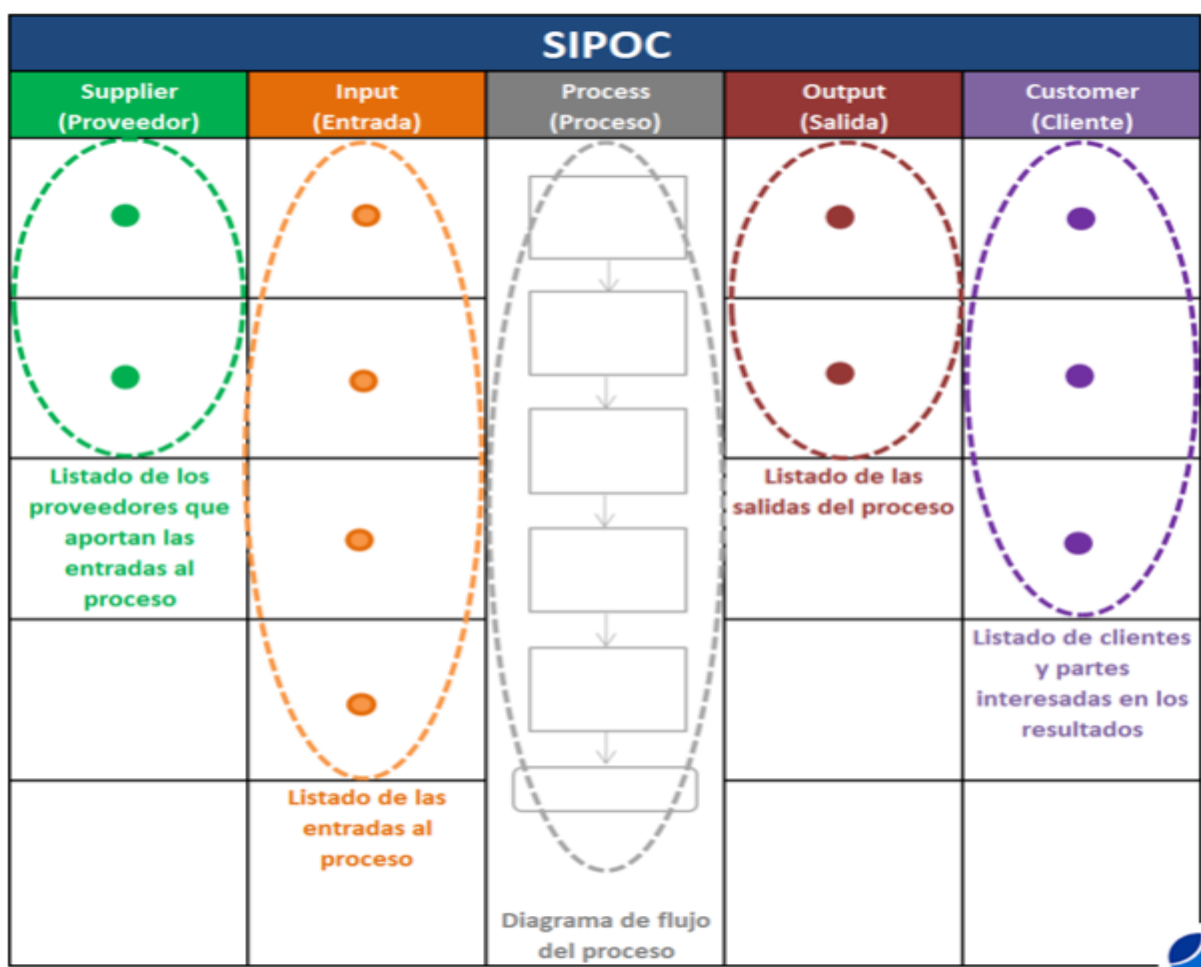 SIPOC
Supplier
(Proveedor)
Input
(Entrada)
Process
(Proceso)
Output
(Salida)
Customer
(Cliente)
Listado de los
proveedores que
aportan las
entradas al
proceso
Listado de las
entradas al
proceso
Diagrama de flujo
del proceso
Listado de las
salidas del proceso
Listado de clientes
y partes
interesadas en los
resultados